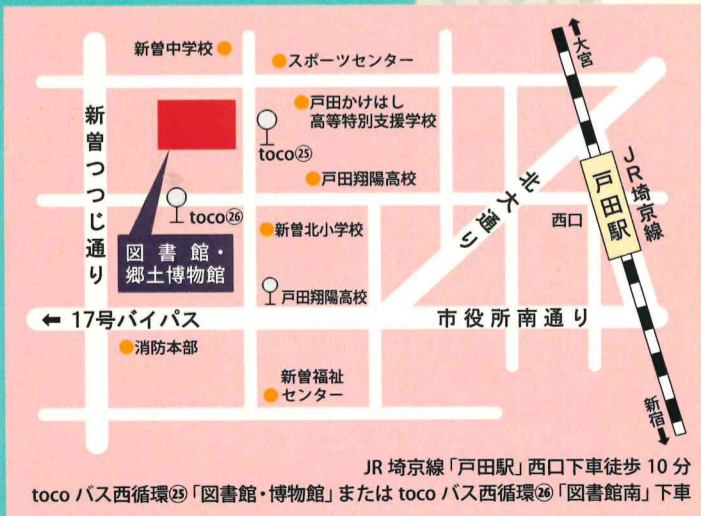 大宮
新曽中学校
スポーツセンター
戸田かけはし
高等特別支援学校
toco㉕
新曽つつじ通り
戸田翔陽高校
北大通り
JR埼京線
戸田駅
西口
toco㉖
図書館・
郷土博物館
新曽北小学校
戸田翔陽高校
← 17号バイパス
市役所南通り
消防本部
新曽福祉
センター
新宿
JR 埼京線「戸田駅」西口下車徒歩 10 分
toco バス西循環㉕「図書館・博物館」または toco バス西循環㉖「図書館南」下車